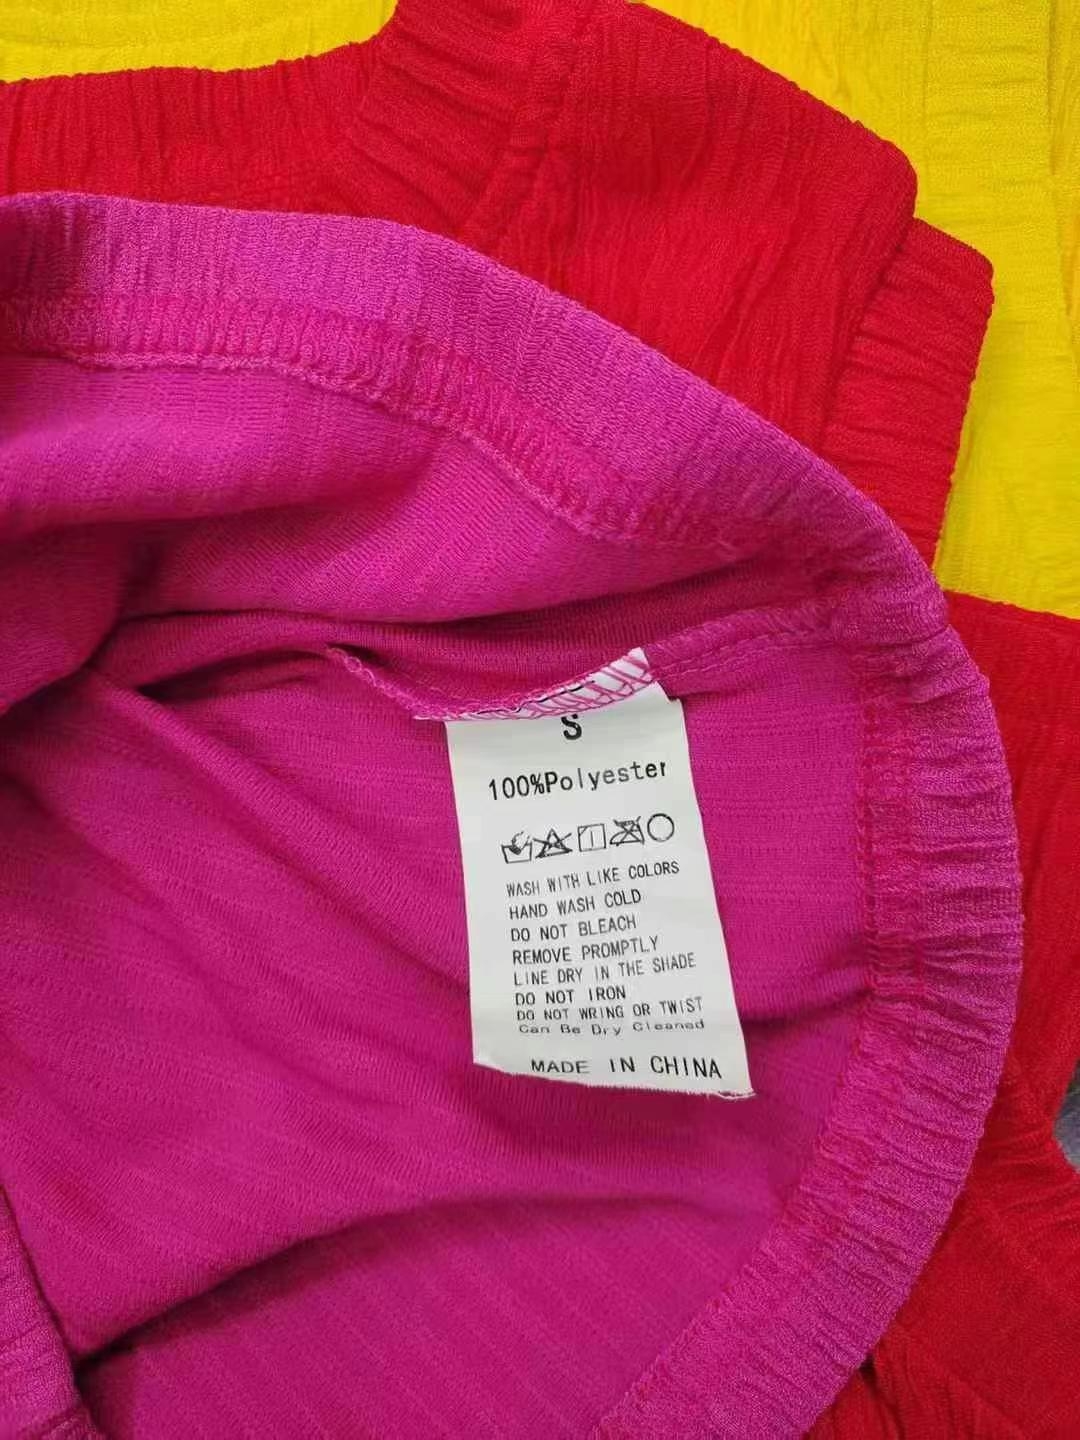 S
100%Polyester
WASH WITH LIKE COLORS
HAND WASH COLD
DO NOT BLEACH
REMOVE PROMPTLY
LINE DRY IN THE SHADE
DO NOT IRON
DO NOT WRING OR TWIST
Can Be Dry Cleaned
MADE IN CHINA